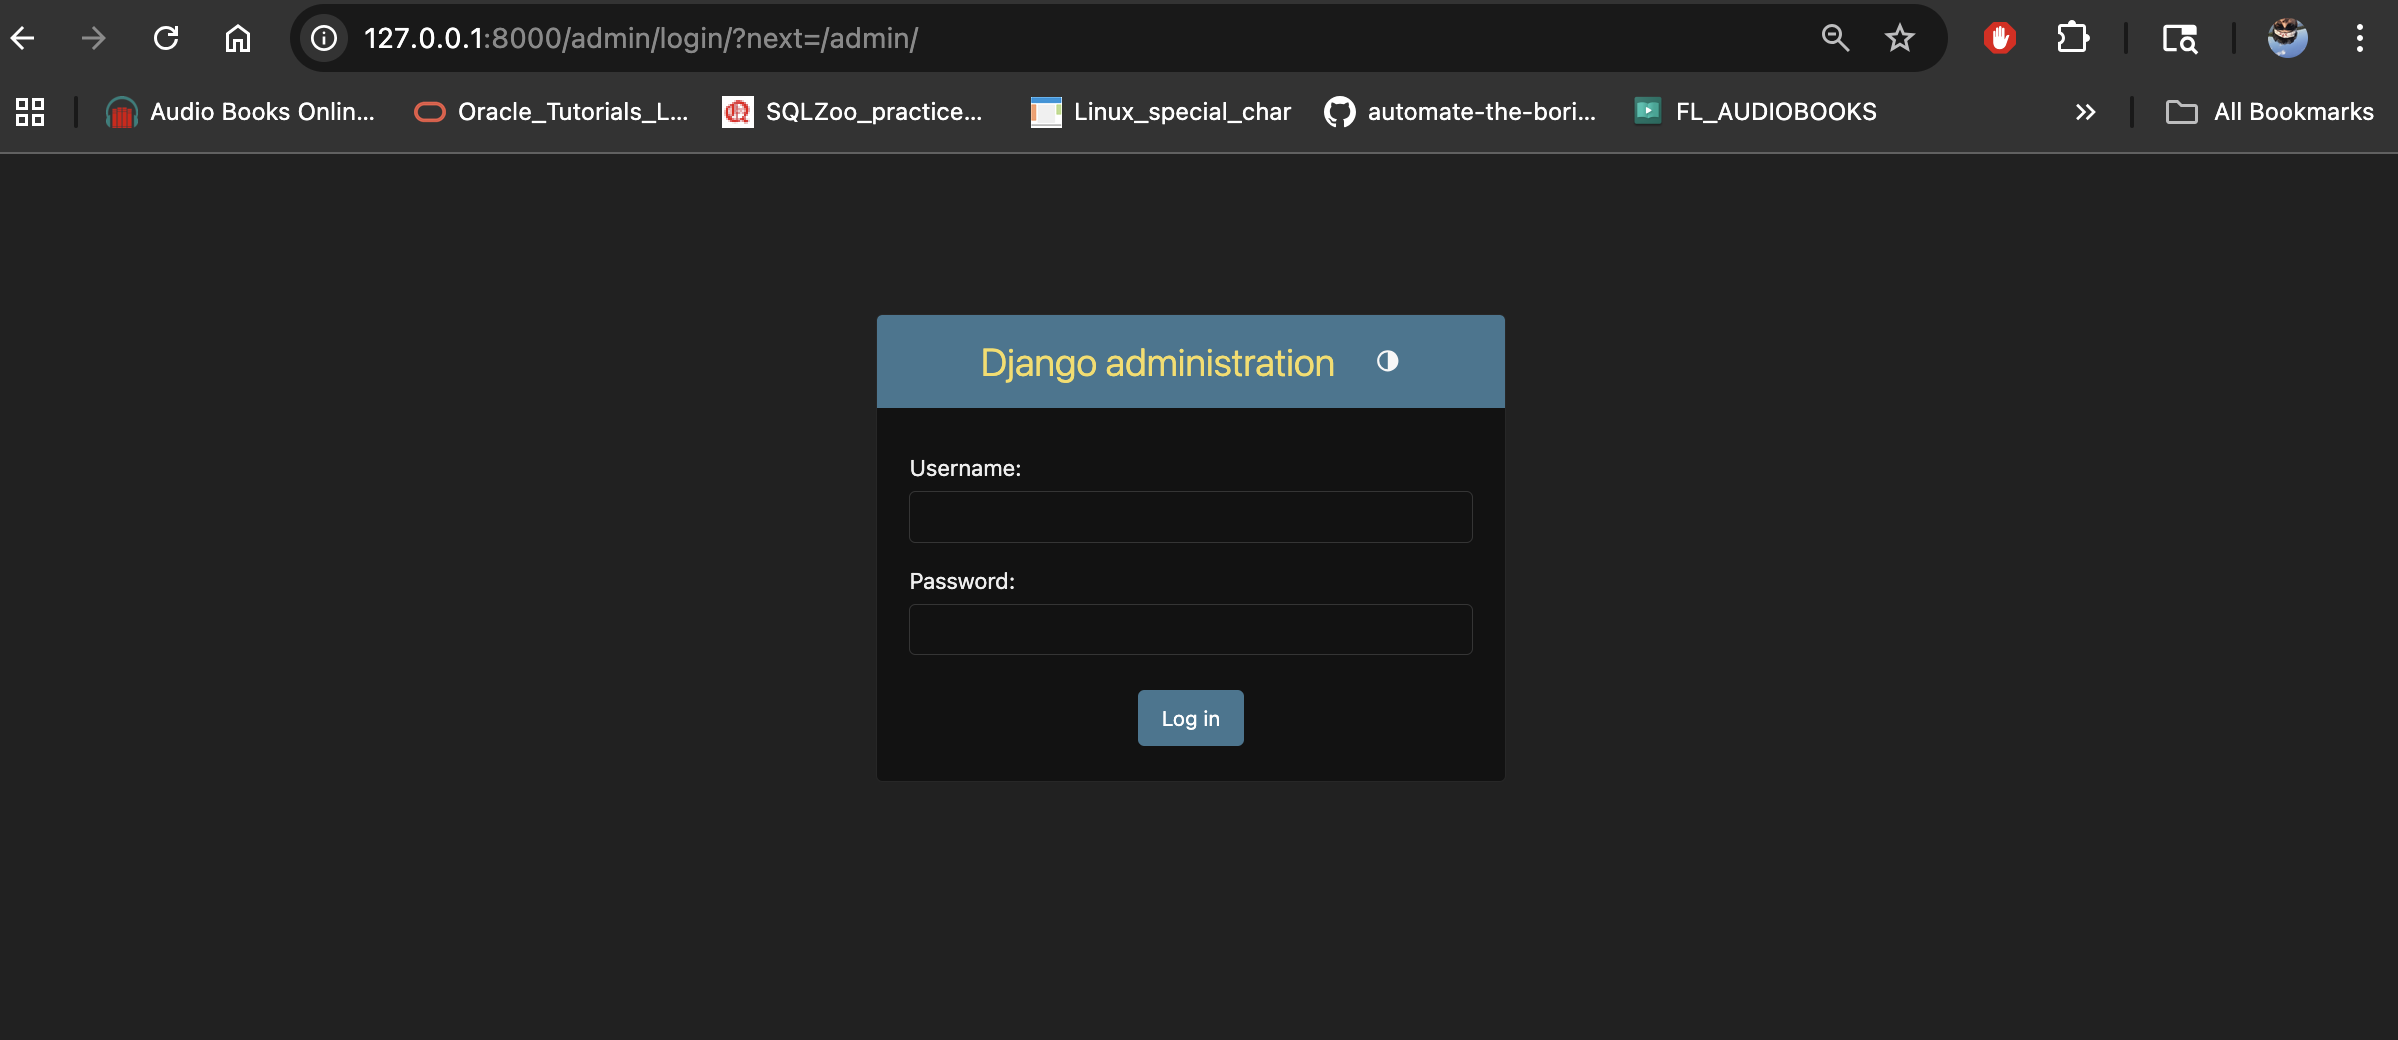 127.0.0.1:8000/admin/login/?next=/admin/
Audio Books Onlin...
Oracle_Tutorials_L...
SQLZoo_practice...
Linux_special_char
automate-the-bori...
FL_AUDIOBOOKS
All Bookmarks
Django administration
Username:
Password:
Log in